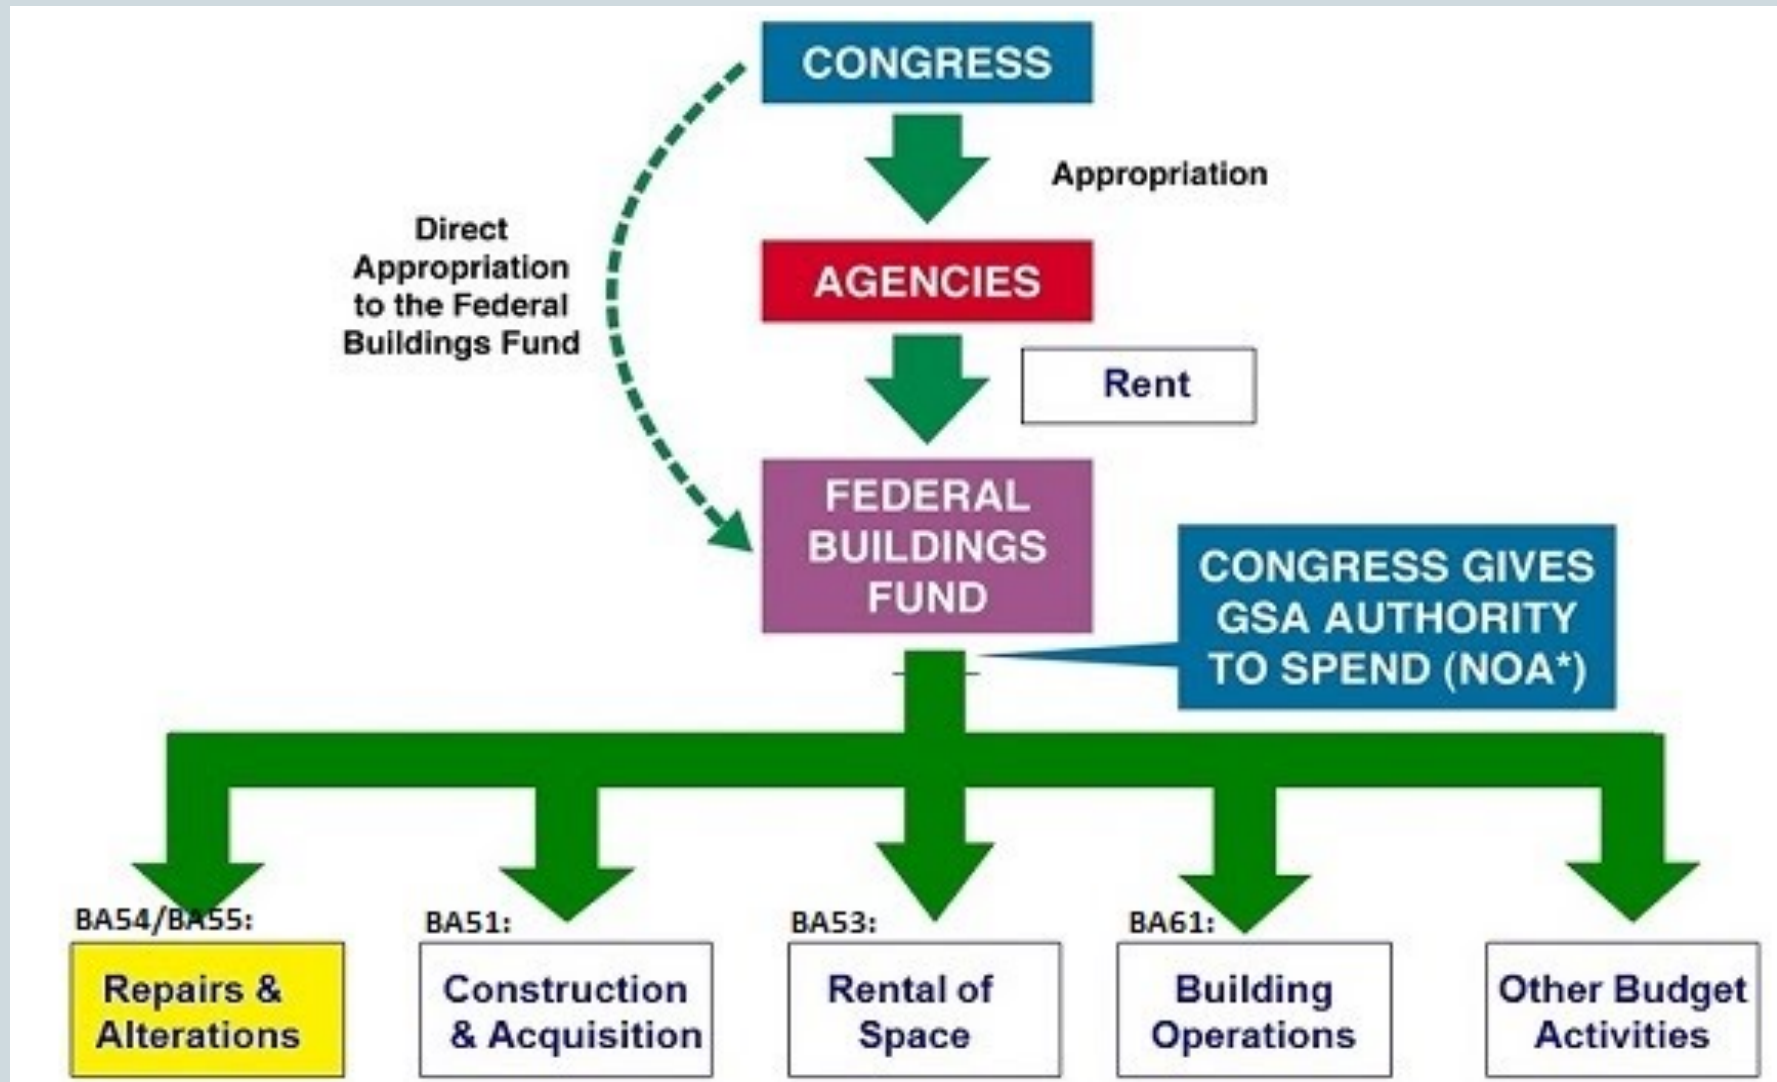 CONGRESS
Appropriation
Direct
Appropriation
to the Federal
Buildings Fund
AGENCIES
Rent
FEDERAL
BUILDINGS
FUND
CONGRESS GIVES
GSA AUTHORITY
TO SPEND (NOA*)
BA54/BA55:
Repairs &
Alterations
BA51:
Construction
& Acquisition
BA53:
Rental of
Space
BA61:
Building
Operations
Other Budget
Activities